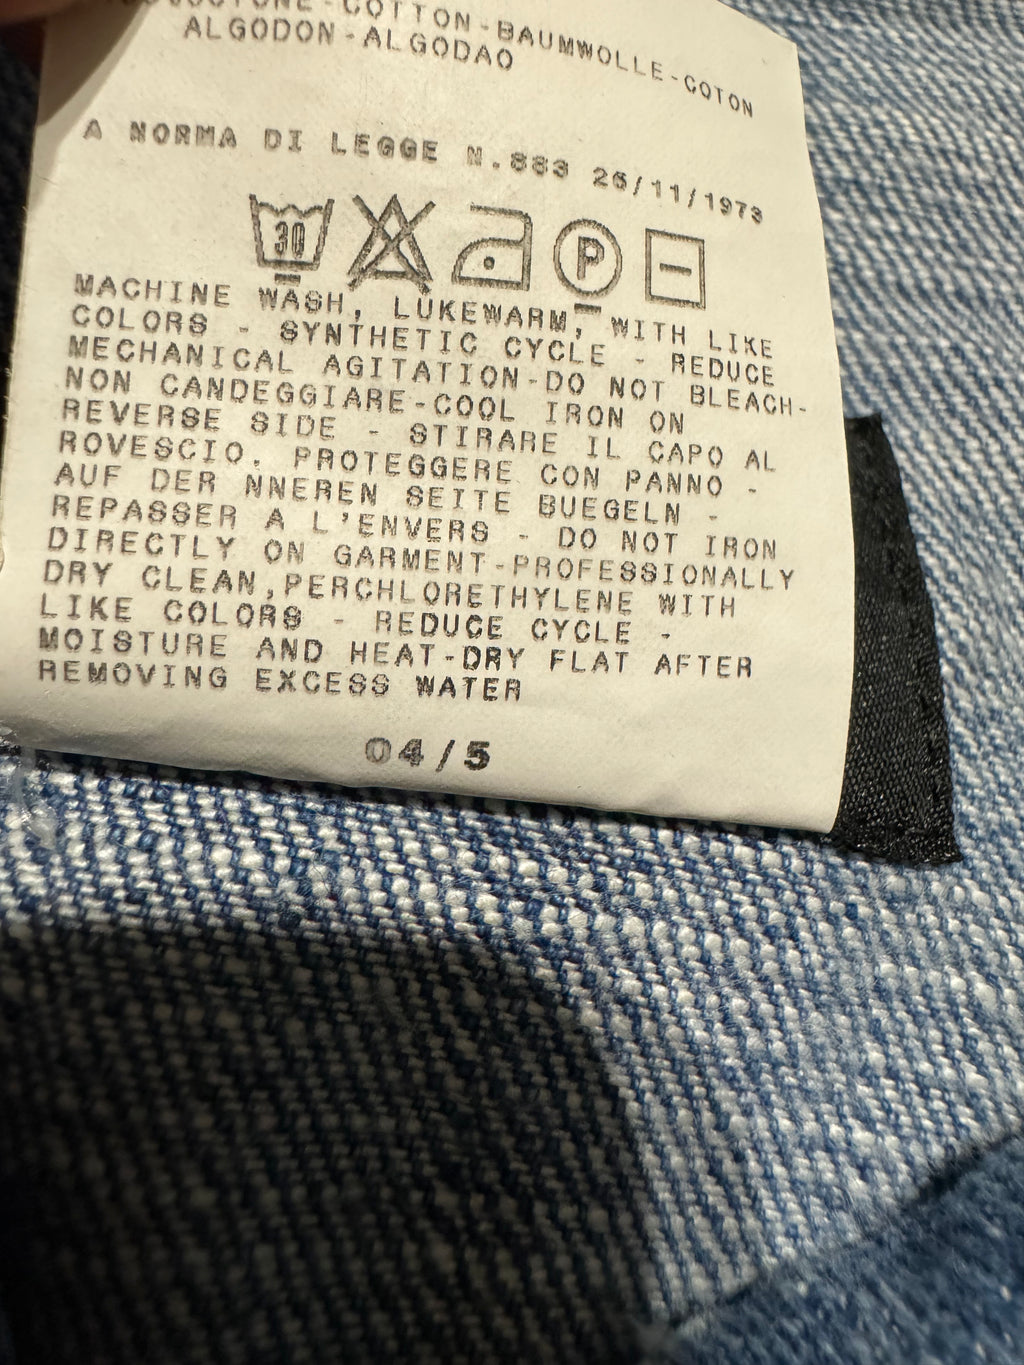 -COTTON-BAUMWOLLE-COTON
ALGODON-ALGODAO
A NORMA DI LEGGE N.883 26/11/1973
30 P
MACHINE WASH, LUKEWARM, WITH LIKE
COLORS - SYNTHETIC CYCLE - REDUCE
MECHANICAL AGITATION-DO NOT BLEACH-
NON CANDEGGIARE-COOL IRON ON
REVERSE SIDE - STIRARE IL CAPO AL
ROVESCIO, PROTEGGERE CON PANNO -
AUF DER NNEREN SEITE BUEGELN -
REPASSER A L'ENVERS - DO NOT IRON
DIRECTLY ON GARMENT-PROFESSIONALLY
DRY CLEAN,PERCHLORETHYLENE WITH
LIKE COLORS - REDUCE CYCLE -
MOISTURE AND HEAT-DRY FLAT AFTER
REMOVING EXCESS WATER
04/5